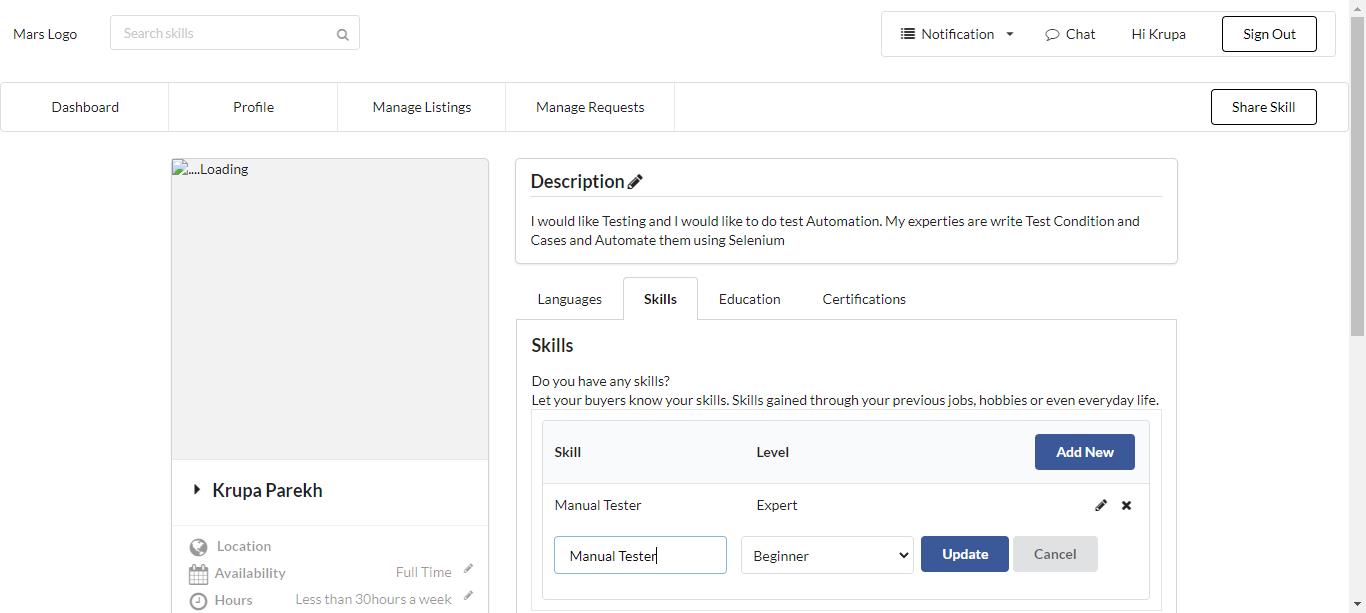 Mars Logo
Search skills
Notification
Chat
Hi Krupa
Sign Out
Dashboard
Profile
Manage Listings
Manage Requests
Share Skill
....Loading
Krupa Parekh
Location
Availability
Full Time
Hours
Less than 30hours a week
Description
I would like Testing and I would like to do test Automation. My experties are write Test Condition and
Cases and Automate them using Selenium
Languages
Skills
Education
Certifications
Skills
Do you have any skills?
Let your buyers know your skills. Skills gained through your previous jobs, hobbies or even everyday life.
Skill
Level
Add New
Manual Tester
Expert
Manual Tester
Beginner
Update
Cancel